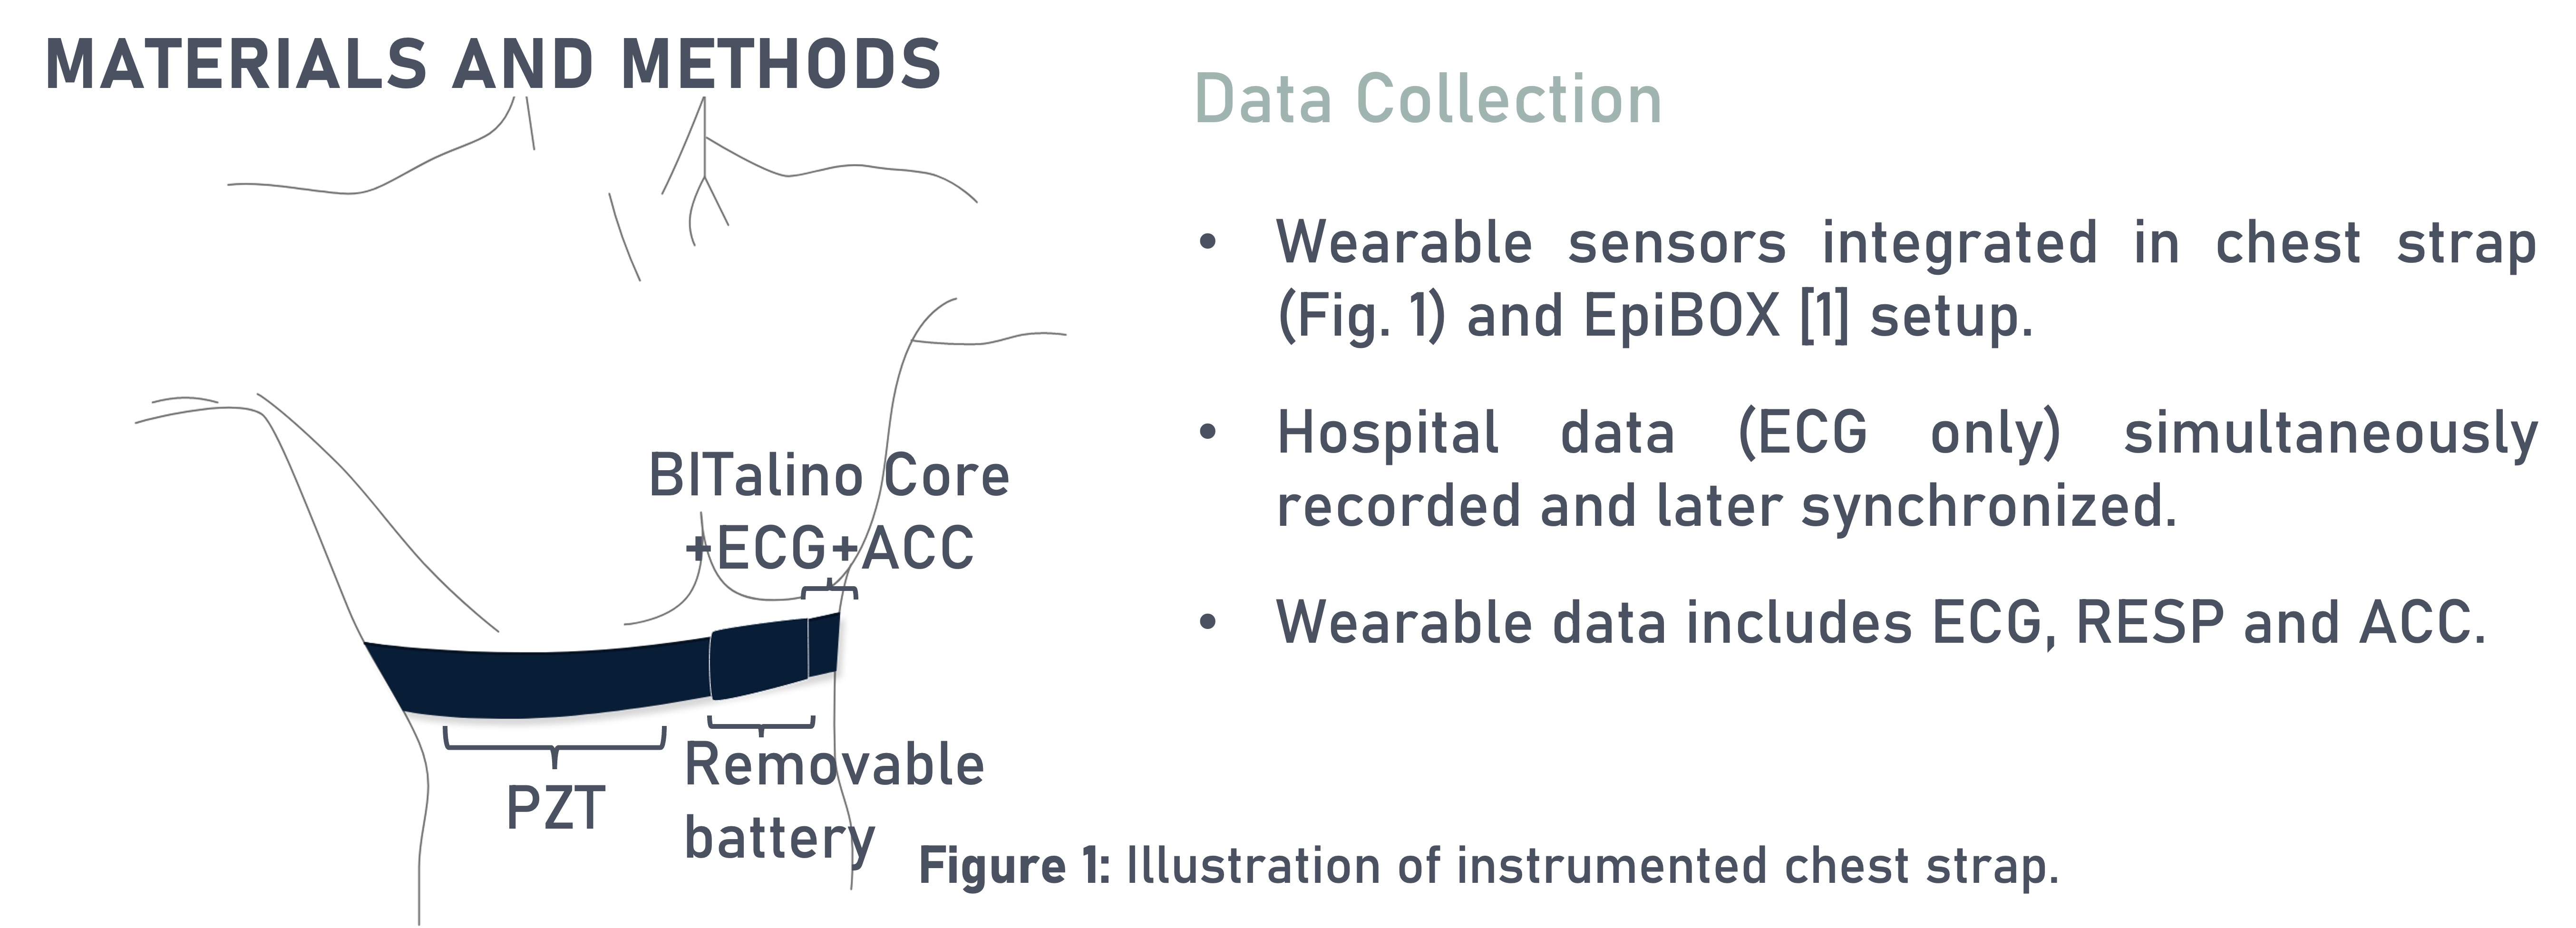 MATERIALS AND METHODS
Data Collection
• Wearable sensors integrated in chest strap
(Fig. 1) and EpiBOX [1] setup.
• Hospital data (ECG only) simultaneously
recorded and later synchronized.
• Wearable data includes ECG, RESP and ACC.
BITalino Core
+ECG+ACC
PZT
Removable
battery
Figure 1: Illustration of instrumented chest strap.